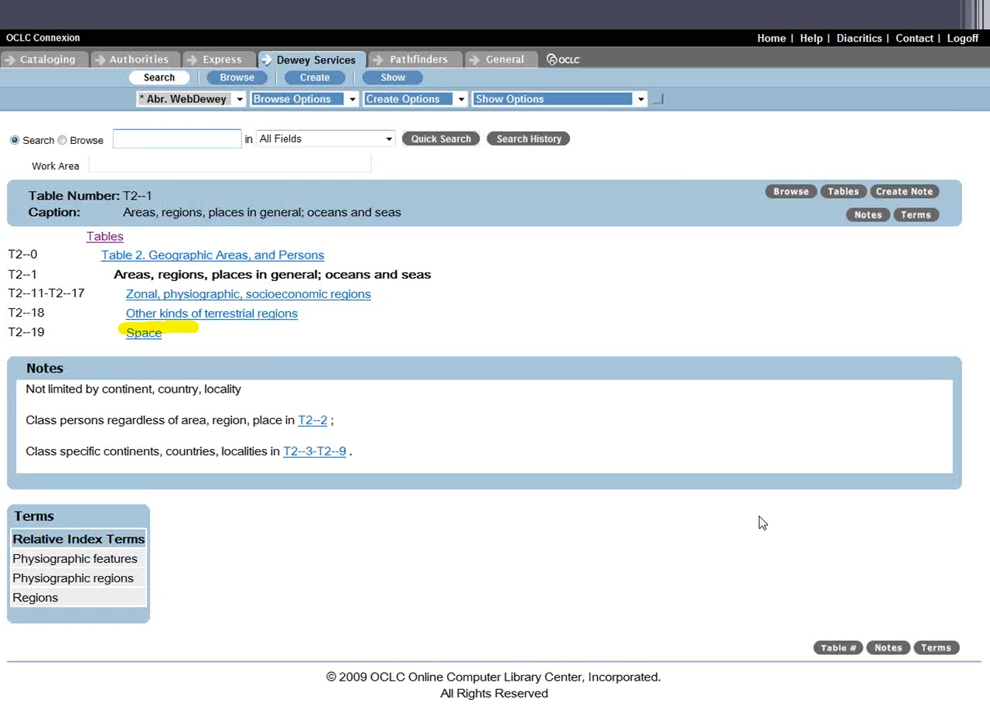 OCLC Connexion
Home | Help | Diacritics | Contact | Logoff
Cataloging Authorities Express Dewey Services Pathfinders General OCLC
Search Browse Create Show
* Abr. WebDewey Browse Options Create Options Show Options
Search Browse in All Fields Quick Search Search History
Work Area
Table Number: T2--1 Browse Tables Create Note
Caption: Areas, regions, places in general; oceans and seas Notes Terms
Tables
T2--0 Table 2. Geographic Areas, and Persons
T2--1 Areas, regions, places in general; oceans and seas
T2--11-T2--17 Zonal, physiographic, socioeconomic regions
T2--18 Other kinds of terrestrial regions
T2--19 Space
Notes
Not limited by continent, country, locality
Class persons regardless of area, region, place in T2--2 ;
Class specific continents, countries, localities in T2--3-T2--9 .
Terms
Relative Index Terms
Physiographic features
Physiographic regions
Regions
Table # Notes Terms
© 2009 OCLC Online Computer Library Center, Incorporated.
All Rights Reserved